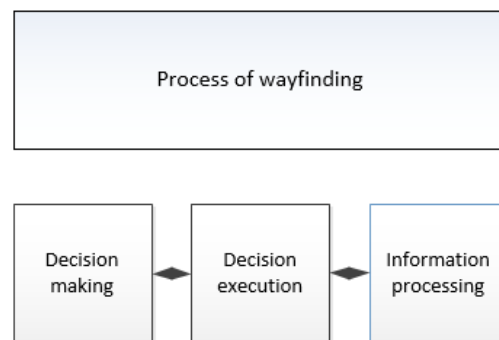 Process of wayfinding
Decision
making
Decision
execution
Information
processing